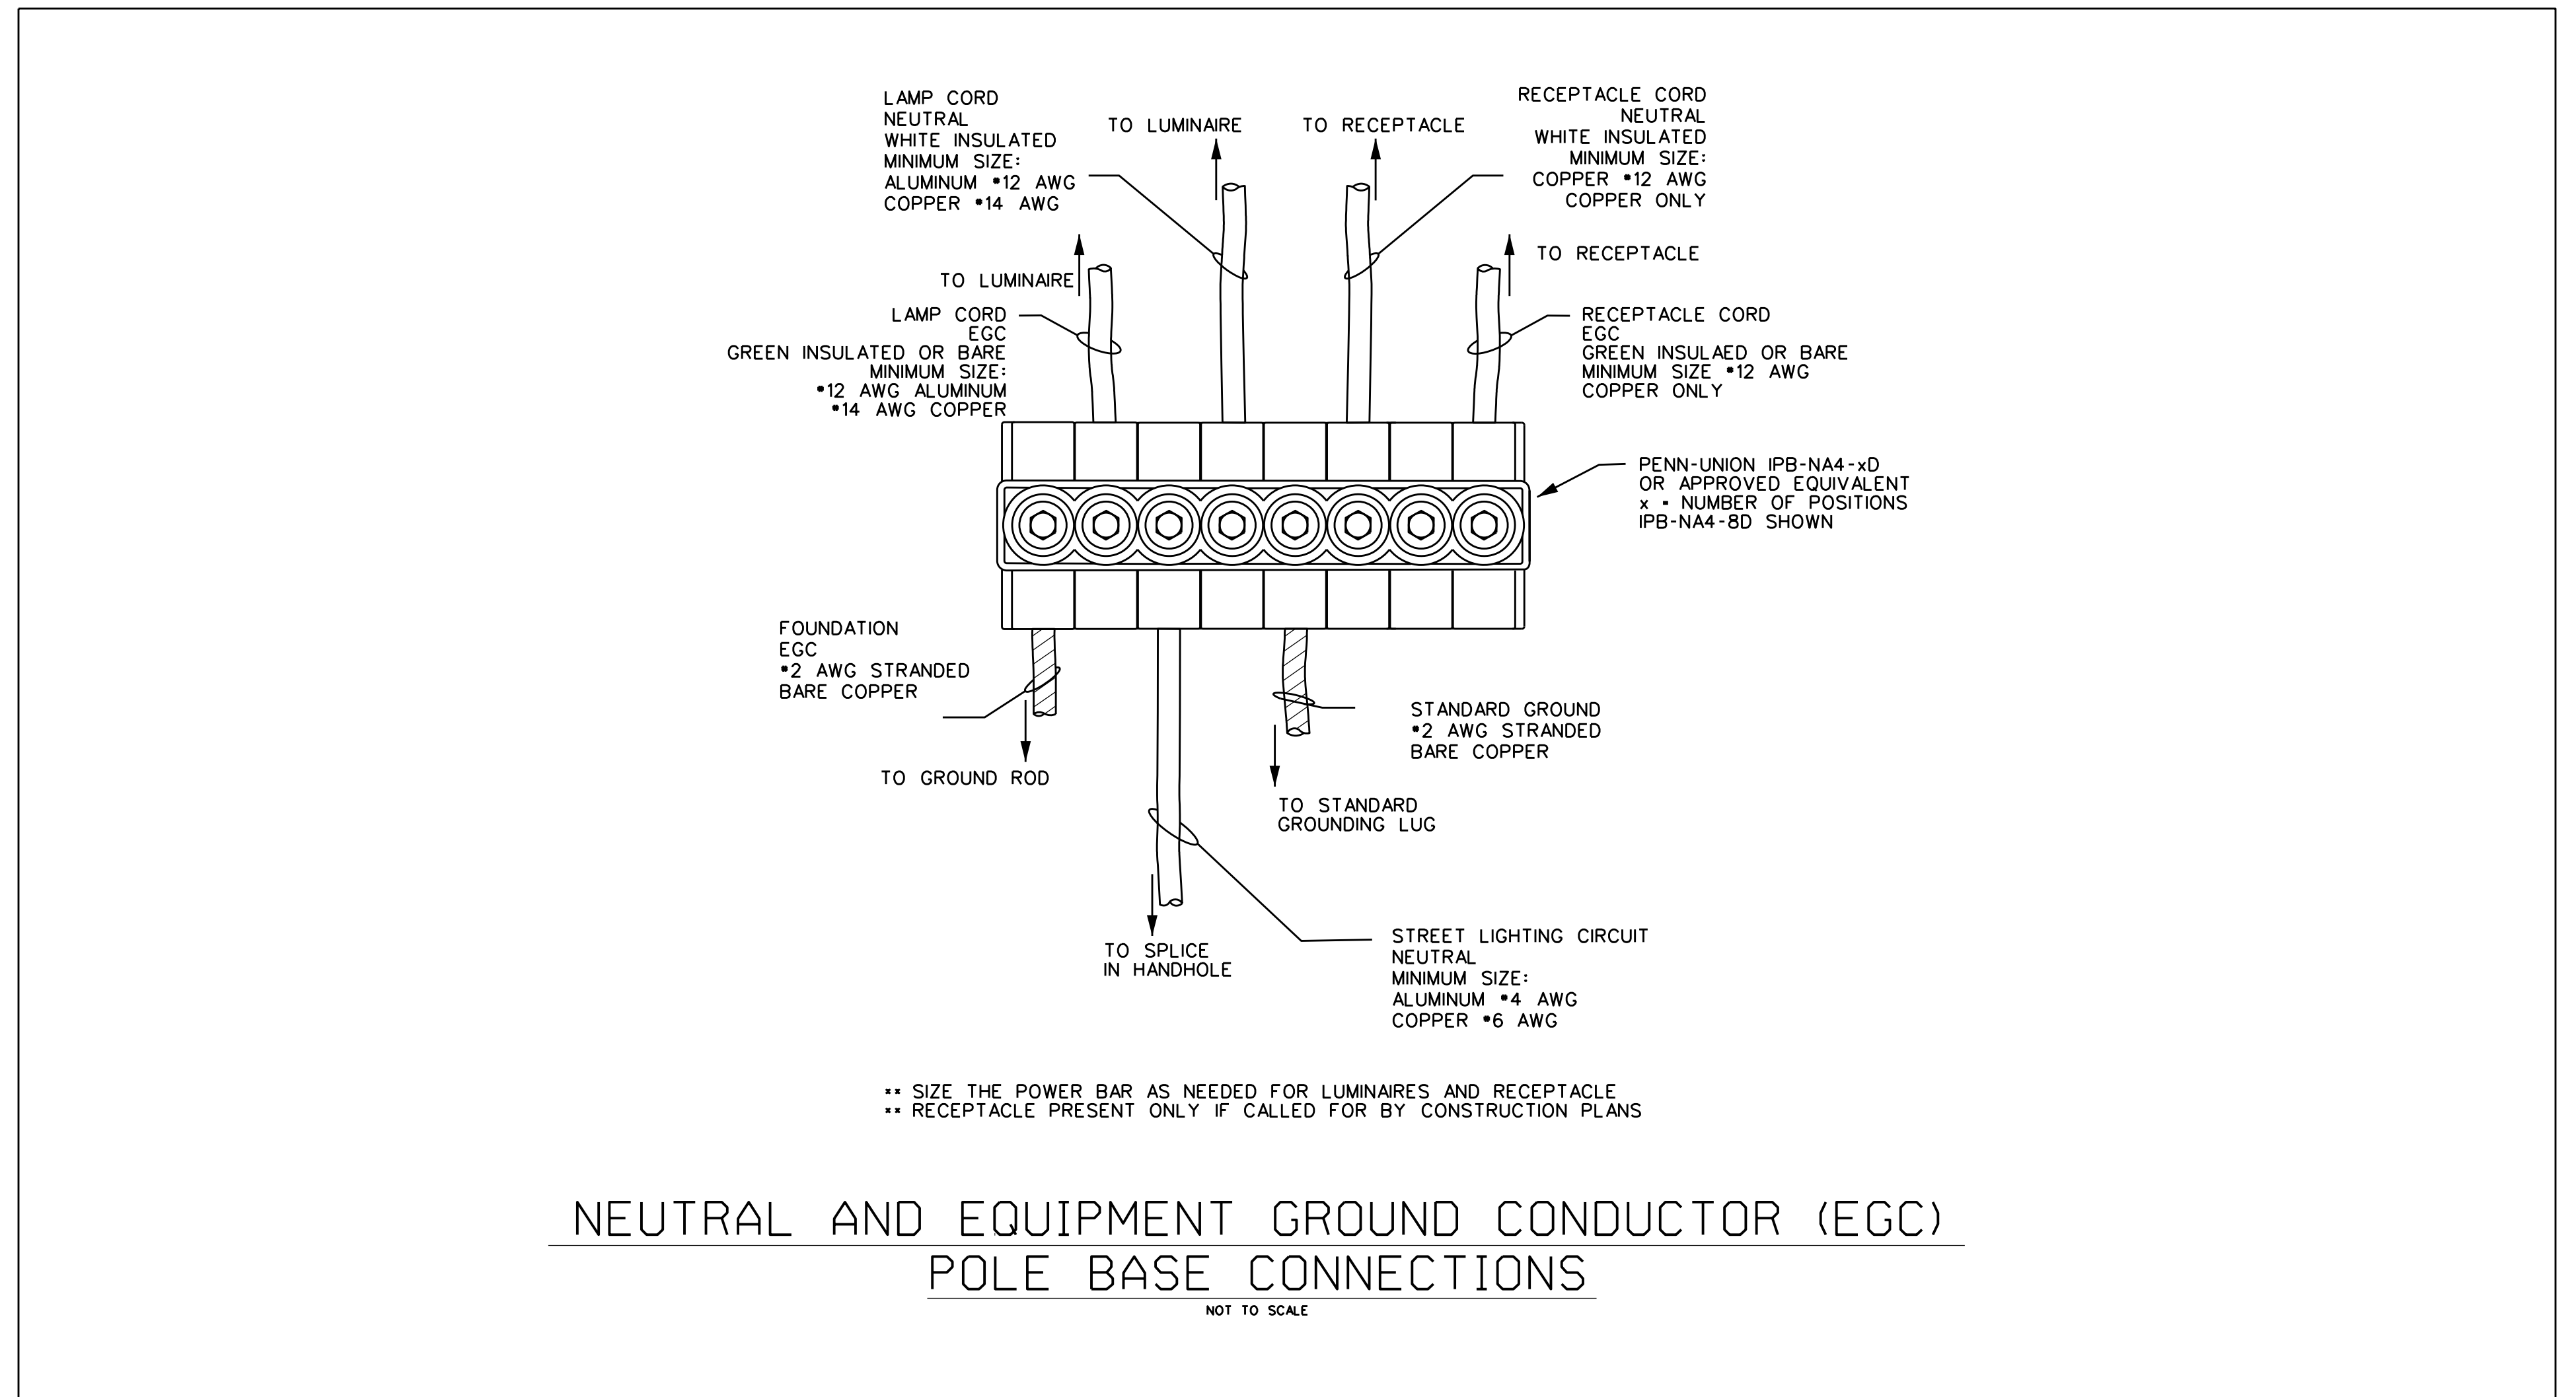 LAMP CORD
NEUTRAL
WHITE INSULATED
MINIMUM SIZE:
ALUMINUM #12 AWG
COPPER #14 AWG
TO LUMINAIRE
TO RECEPTACLE
RECEPTACLE CORD
NEUTRAL
WHITE INSULATED
MINIMUM SIZE:
COPPER #12 AWG
COPPER ONLY
TO LUMINAIRE
TO RECEPTACLE
LAMP CORD
EGC
GREEN INSULATED OR BARE
MINIMUM SIZE:
#12 AWG ALUMINUM
#14 AWG COPPER
RECEPTACLE CORD
EGC
GREEN INSULAED OR BARE
MINIMUM SIZE #12 AWG
COPPER ONLY
PENN-UNION IPB-NA4-xD
OR APPROVED EQUIVALENT
x = NUMBER OF POSITIONS
IPB-NA4-8D SHOWN
FOUNDATION
EGC
#2 AWG STRANDED
BARE COPPER
TO GROUND ROD
STANDARD GROUND
#2 AWG STRANDED
BARE COPPER
TO STANDARD
GROUNDING LUG
TO SPLICE
IN HANDHOLE
STREET LIGHTING CIRCUIT
NEUTRAL
MINIMUM SIZE:
ALUMINUM #4 AWG
COPPER #6 AWG
** SIZE THE POWER BAR AS NEEDED FOR LUMINAIRES AND RECEPTACLE
** RECEPTACLE PRESENT ONLY IF CALLED FOR BY CONSTRUCTION PLANS
NEUTRAL AND EQUIPMENT GROUND CONDUCTOR (EGC)
POLE BASE CONNECTIONS
NOT TO SCALE